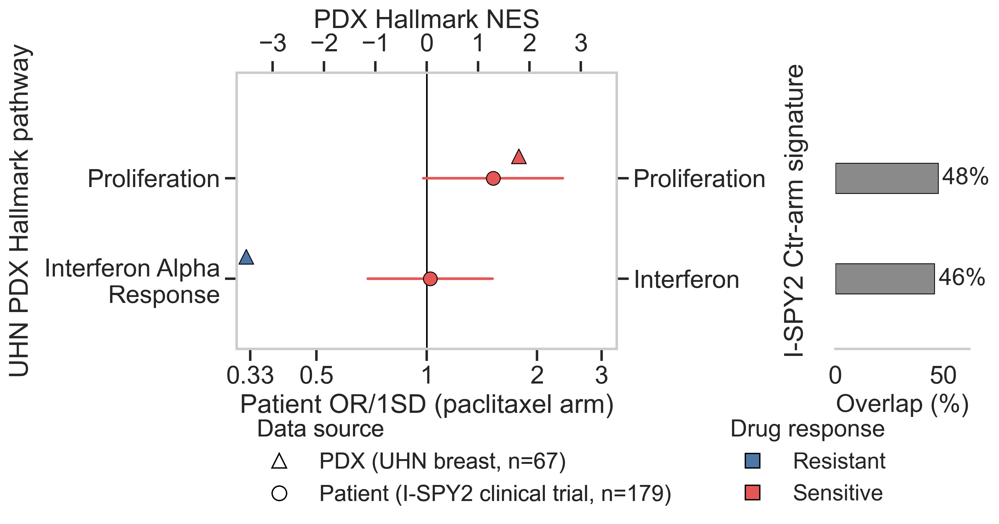 PDX Hallmark NES
−3 −2 −1 0 1 2 3
UHN PDX Hallmark pathway
Proliferation
Interferon Alpha
Response
Proliferation
Interferon
I-SPY2 Ctr-arm signature
48%
46%
0.33 0.5 1 2 3
Patient OR/1SD (paclitaxel arm)
0 50
Overlap (%)
Data source
PDX (UHN breast, n=67)
Patient (I-SPY2 clinical trial, n=179)
Drug response
Resistant
Sensitive